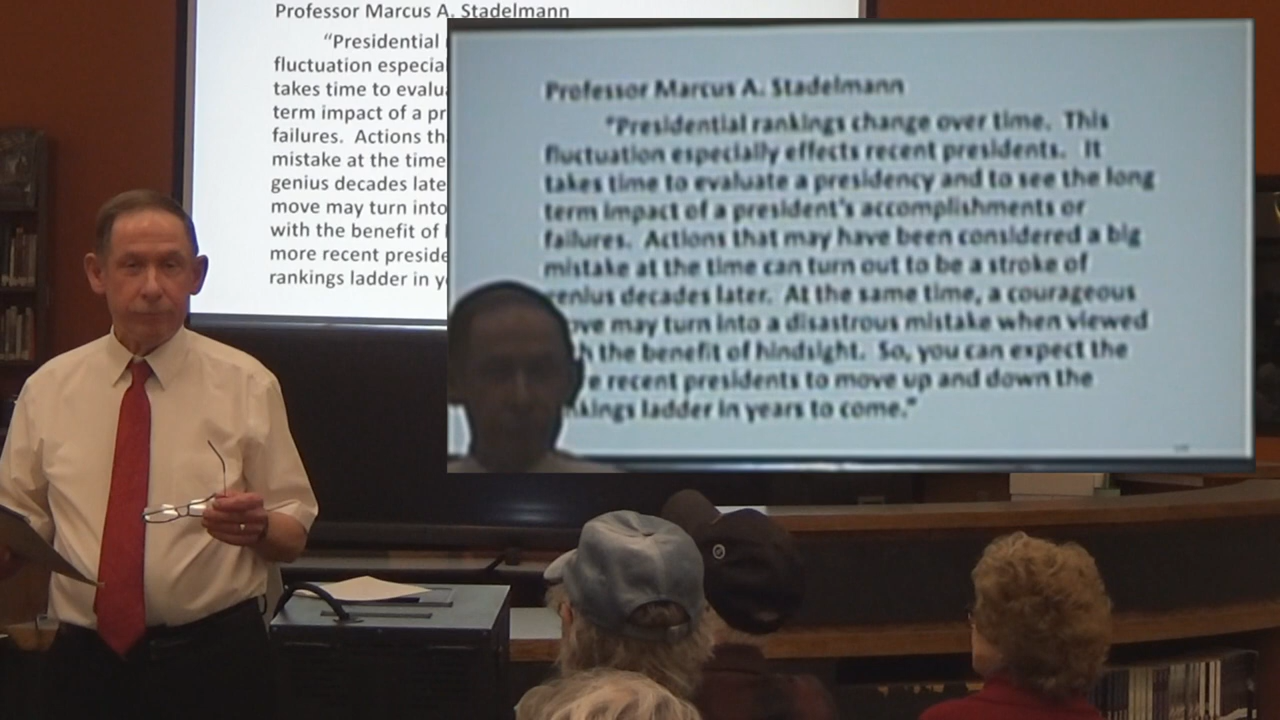 Professor Marcus A. Stadelmann
“Presidential
fluctuation especia
takes time to evalu
term impact of a pr
failures. Actions th
mistake at the time
genius decades late
move may turn into
with the benefit of
more recent preside
rankings ladder in y
Professor Marcus A. Stadelmann
“Presidential rankings change over time. This
fluctuation especially effects recent presidents. It
takes time to evaluate a presidency and to see the long
term impact of a president's accomplishments or
failures. Actions that may have been considered a big
mistake at the time can turn out to be a stroke of
enius decades later. At the same time, a courageous
ove may turn into a disastrous mistake when viewed
h the benefit of hindsight. So, you can expect the
e recent presidents to move up and down the
kings ladder in years to come.”